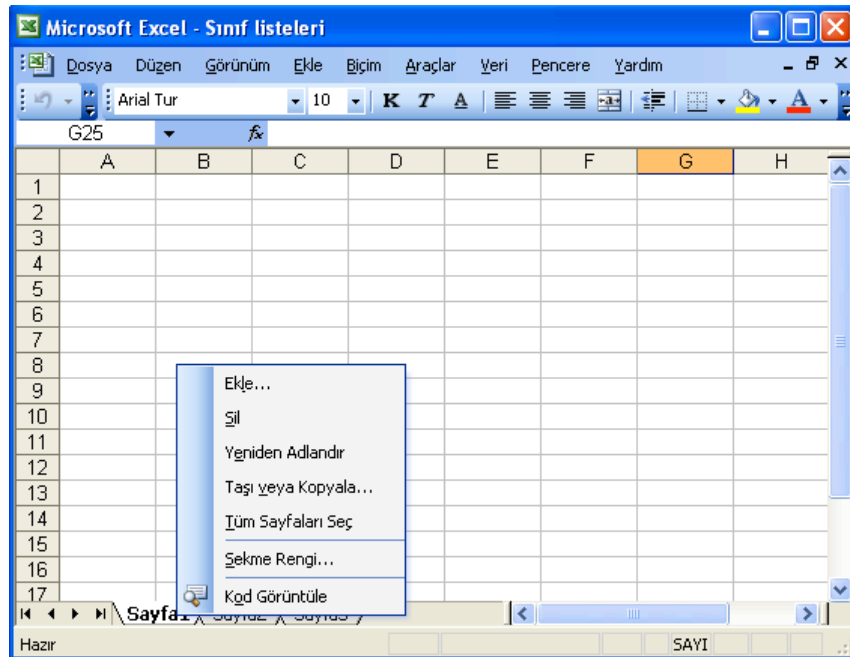 Microsoft Excel - Sınıf listeleri
Dosya Düzen Görünüm Ekle Biçim Araçlar Veri Pencere Yardım
Arial Tur 10 K T A A
G25 fx
A B C D E F G H
1
2
3
4
5
6
7
8
9
10
11
12
13
14
15
16
17
Ekle...
Sil
Yeniden Adlandır
Taşı veya Kopyala...
Tüm Sayfaları Seç
Sekme Rengi...
Kod Görüntüle
Sayfa1 Sayfa2 Sayfa3
Hazır SAYI